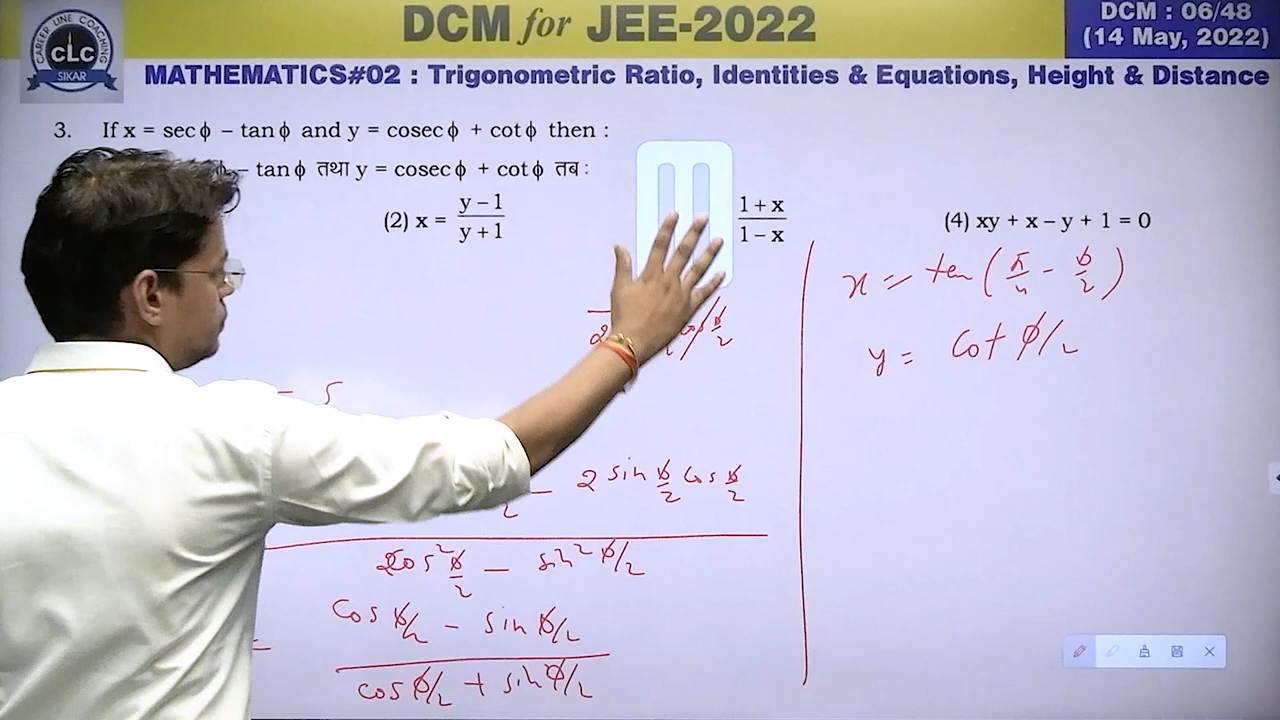 DCM for JEE-2022
DCM : 06/48
(14 May, 2022)
CAREER LINE COACHING
CLC
SIKAR
MATHEMATICS#02 : Trigonometric Ratio, Identities & Equations, Height & Distance
3. If x = sec ϕ – tan ϕ and y = cosec ϕ + cot ϕ then :
– tan ϕ तथा y = cosec ϕ + cot ϕ तब :
(2) x = (y – 1)/(y + 1)
(1 + x)/(1 – x)
(4) xy + x – y + 1 = 0
x = tan (π/4 - ϕ/2)
y = cot ϕ/2
– 2 sin ϕ/2 cos ϕ/2
cos² ϕ/2 – sin² ϕ/2
= cos ϕ/2 – sin ϕ/2
cos ϕ/2 + sin ϕ/2